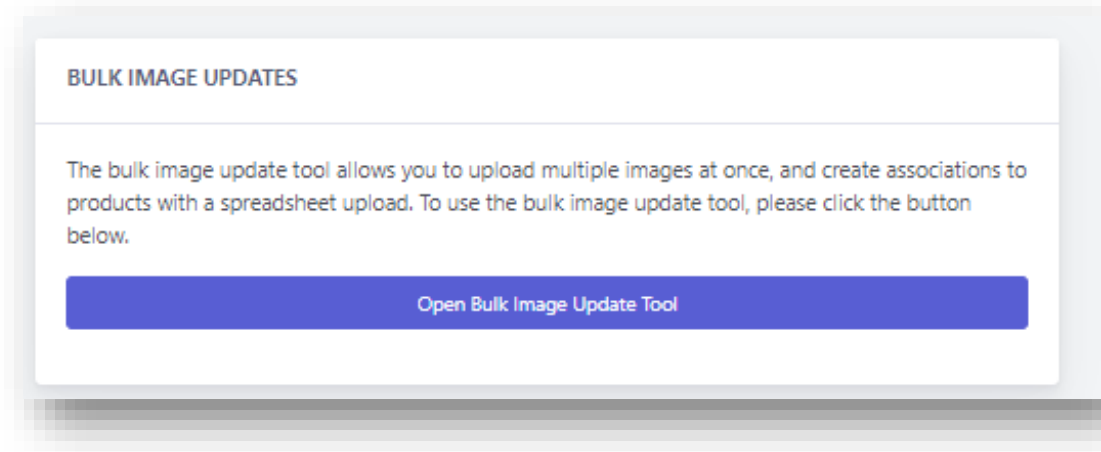 BULK IMAGE UPDATES
The bulk image update tool allows you to upload multiple images at once, and create associations to
products with a spreadsheet upload. To use the bulk image update tool, please click the button
below.
Open Bulk Image Update Tool